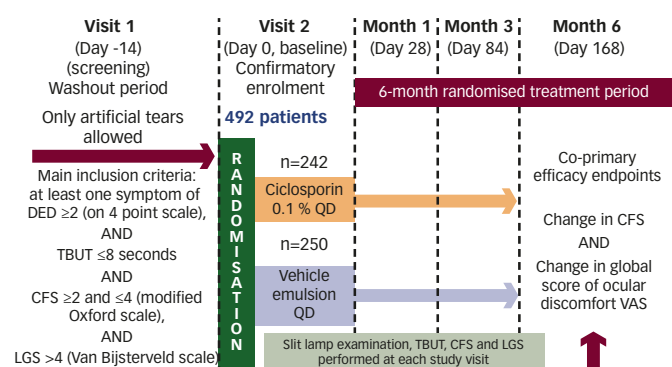 Visit 1
(Day -14)
(screening)
Washout period
Only artificial tears
allowed
Main inclusion criteria:
at least one symptom of
DED ≥2 (on 4 point scale),
AND
TBUT ≤8 seconds
AND
CFS ≥2 and ≤4 (modified
Oxford scale),
AND
LGS >4 (Van Bijsterveld scale)
Visit 2
(Day 0, baseline)
Confirmatory
enrolment
492 patients
RANDOMISATION
n=242
Ciclosporin
0.1 % QD
n=250
Vehicle
emulsion
QD
Month 1
(Day 28)
Month 3
(Day 84)
Month 6
(Day 168)
6-month randomised treatment period
Co-primary
efficacy endpoints
Change in CFS
AND
Change in global
score of ocular
discomfort VAS
Slit lamp examination, TBUT, CFS and LGS
performed at each study visit